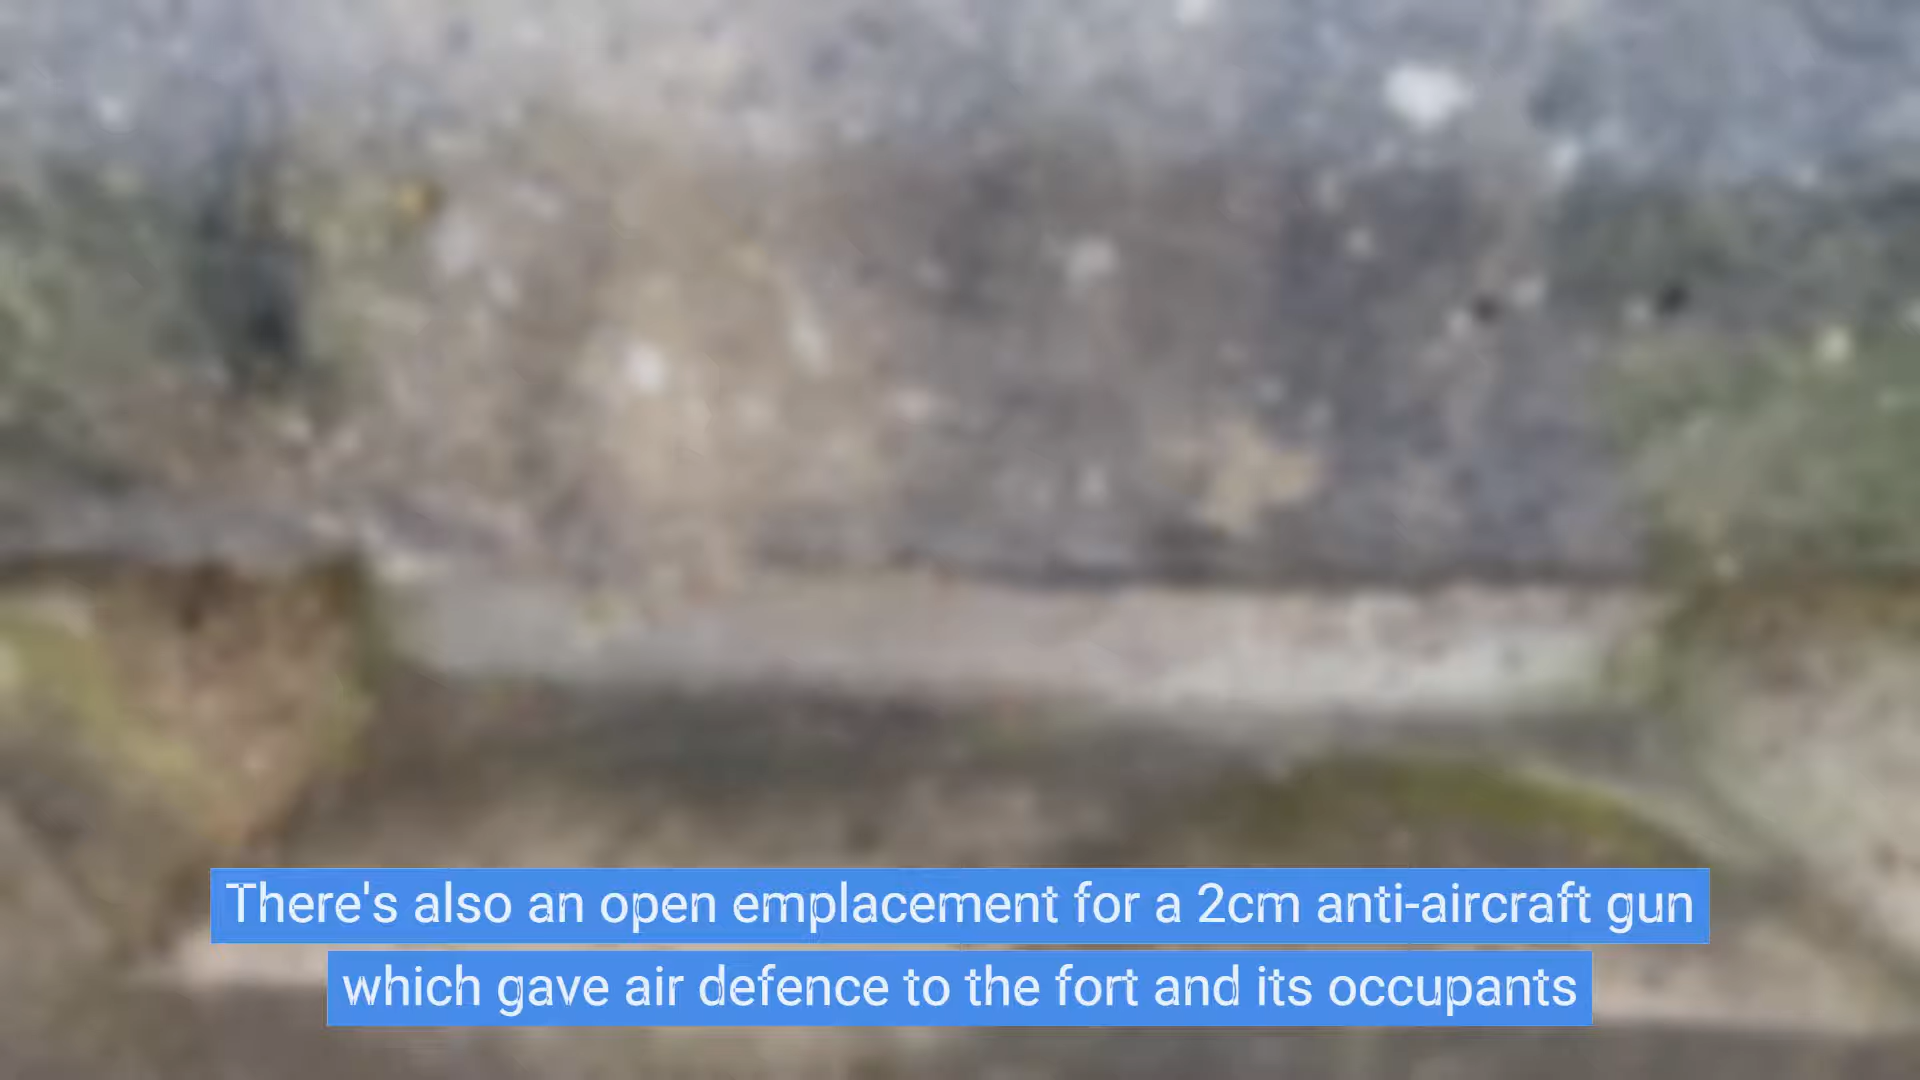 There's also an open emplacement for a 2cm anti-aircraft gun
which gave air defence to the fort and its occupants